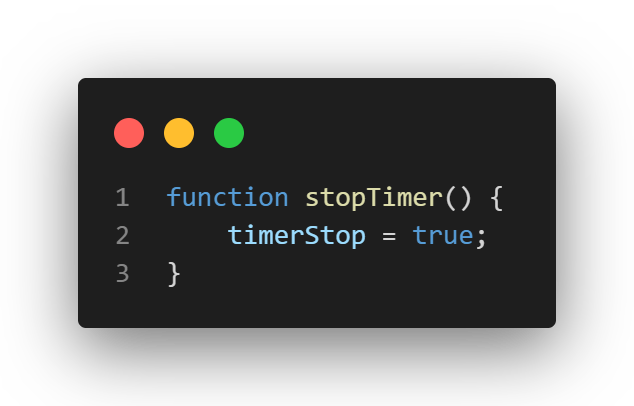 1 function stopTimer() {
2     timerStop = true;
3 }